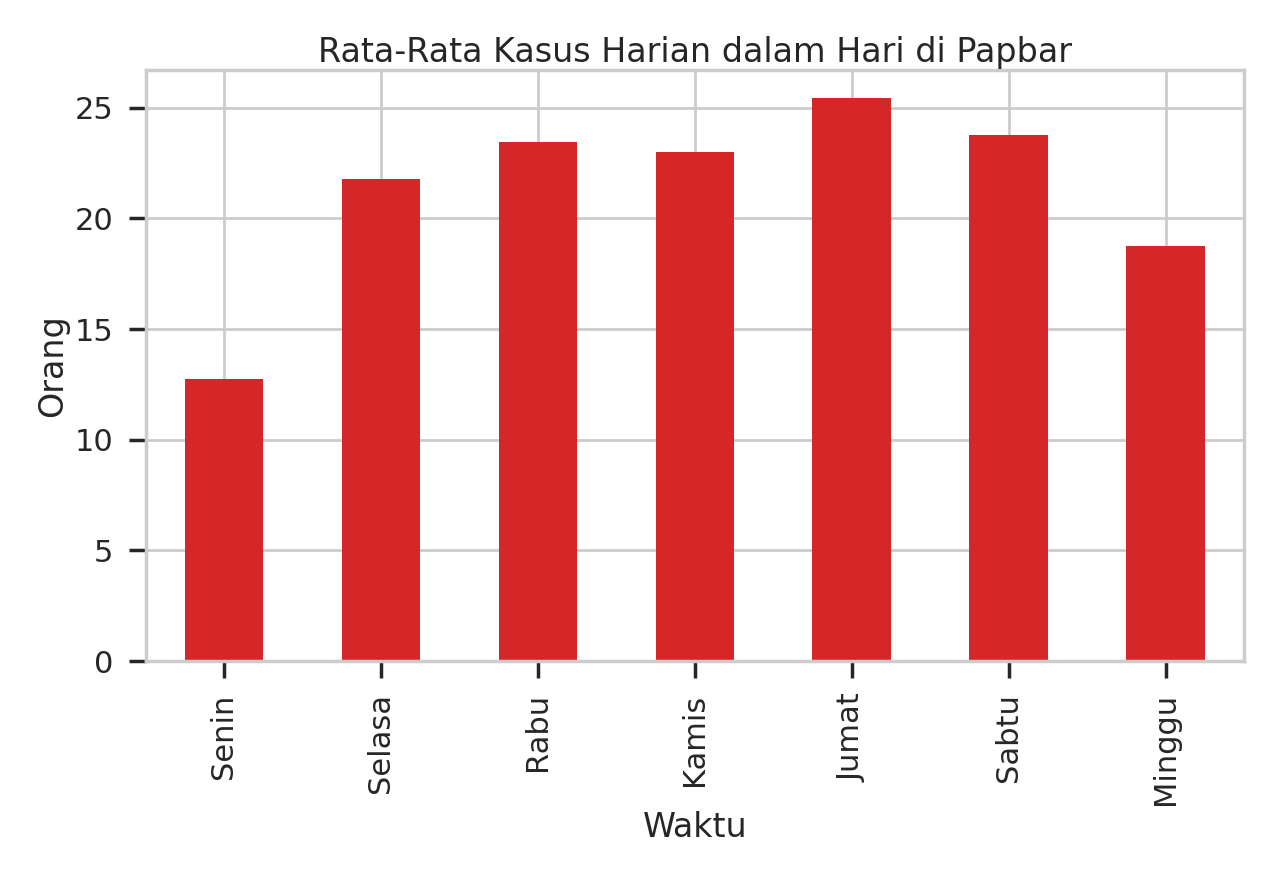 Rata-Rata Kasus Harian dalam Hari di Papbar
25
20
15
10
5
0
Orang
Senin
Selasa
Rabu
Kamis
Jumat
Sabtu
Minggu
Waktu